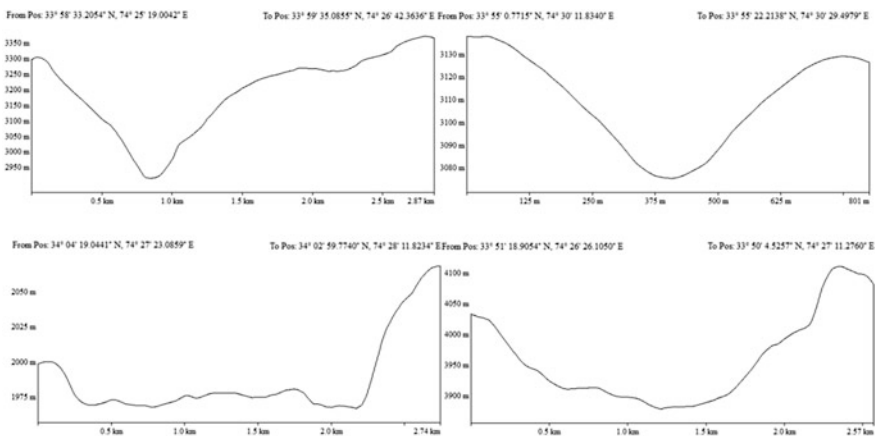 From Pos: 33° 58' 33.2054" N, 74° 25' 19.0042" E
To Pos: 33° 59' 35.0855" N, 74° 26' 42.3636" E
3350 m
3300 m
3250 m
3200 m
3150 m
3100 m
3050 m
3000 m
2950 m
0.5 km 1.0 km 1.5 km 2.0 km 2.5 km 2.87 km
From Pos: 33° 55' 0.7715" N, 74° 30' 11.8340" E
To Pos: 33° 55' 22.2138" N, 74° 30' 29.4979" E
3130 m
3120 m
3110 m
3100 m
3090 m
3080 m
125 m 250 m 375 m 500 m 625 m 801 m
From Pos: 34° 04' 19.0441" N, 74° 27' 23.0859" E
To Pos: 34° 02' 59.7740" N, 74° 28' 11.8234" E
2050 m
2025 m
2000 m
1975 m
0.5 km 1.0 km 1.5 km 2.0 km 2.74 km
From Pos: 33° 51' 18.9054" N, 74° 26' 26.1050" E
To Pos: 33° 50' 4.5257" N, 74° 27' 11.2760" E
4100 m
4050 m
4000 m
3950 m
3900 m
0.5 km 1.0 km 1.5 km 2.0 km 2.57 km